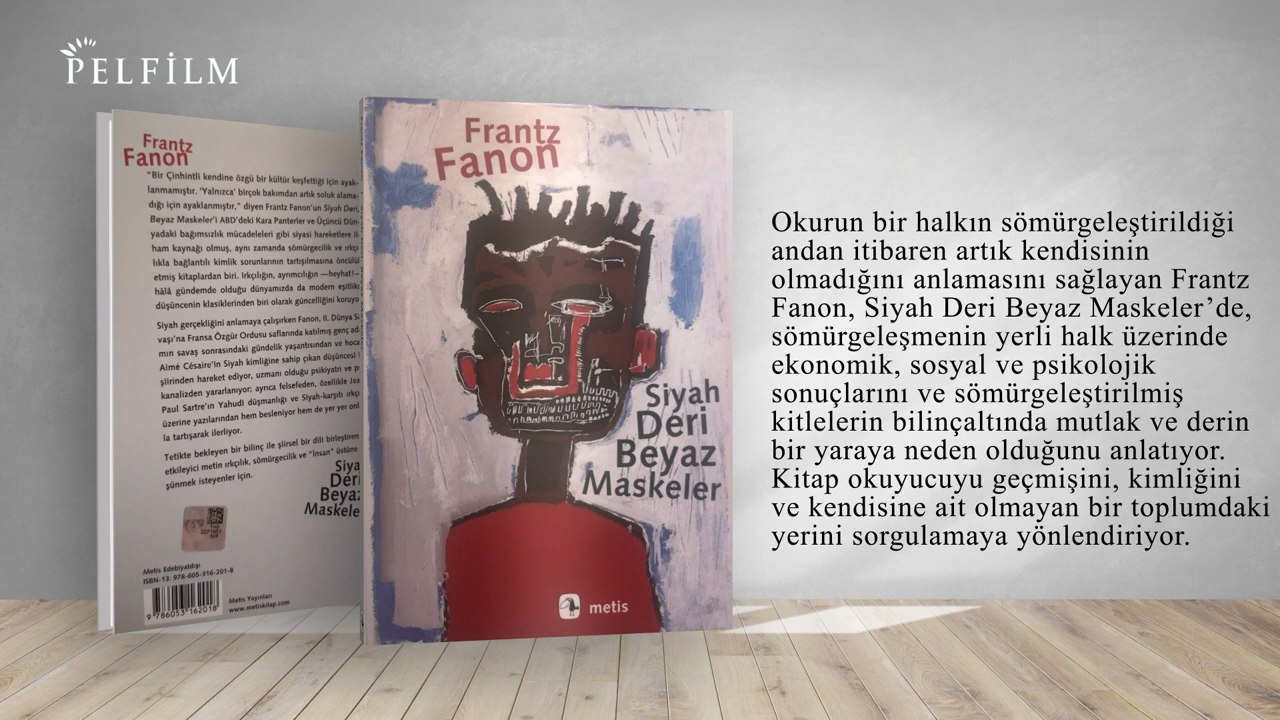 PELFİLM
Frantz
Fanon
"Bir Çinhintli kendine özgü bir kültür keşfettiği için ayak-
lanmamıştır. 'Yalnızca' birçok bakımdan artık soluk alama-
dığı için ayaklanmıştır," diyen Frantz Fanon'un Siyah Deri,
Beyaz Maskeler'i ABD'deki Kara Panterler ve Üçüncü Dün-
yadaki bağımsızlık mücadeleleri gibi siyasi hareketlere il-
ham kaynağı olmuş, aynı zamanda sömürgecilik ve ırkçı-
lıkla bağlantılı kimlik sorunlarının tartışılmasına öncülü
etmiş kitaplardan biri. Irkçılığın, ayrımcılığın —heyhat!—
hâlâ gündemde olduğu dünyamızda da modern eşitlikç
düşüncenin klasiklerinden biri olarak güncelliğini koruyo
Siyah gerçekliğini anlamaya çalışırken Fanon, II. Dünya Sa
vaşı'na Fransa Özgür Ordusu saflarında katılmış genç ad
mın savaş sonrasındaki gündelik yaşantısından ve hoca
Aimé Césaire'in Siyah kimliğine sahip çıkan düşüncesi
şiirinden hareket ediyor, uzmanı olduğu psikiyatri ve p
kanalizden yararlanıyor; ayrıca felsefeden, özellikle Jea
Paul Sartre'ın Yahudi düşmanlığı ve Siyah-karşıtı ırkçı
üzerine yazılarından hem besleniyor hem de yer yer onl
la tartışarak ilerliyor.
Tetikte bekleyen bir bilinç ile şiirsel bir dili birleştiren
etkileyici metin ırkçılık, sömürgecilik ve "İnsan" üstüne
şünmek isteyenler için.
Siya
Deri
Beyaz
Maskele
Metis Edebiyatdışı
ISBN-13: 978-605-316-201-8
9 786053 162018
Metis Yayınları
www.metiskitap.com
Frantz
Fanon
Siyah
Deri
Beyaz
Maskeler
metis
Okurun bir halkın sömürgeleştirildiği
andan itibaren artık kendisinin
olmadığını anlamasını sağlayan Frantz
Fanon, Siyah Deri Beyaz Maskeler'de,
sömürgeleşmenin yerli halk üzerinde
ekonomik, sosyal ve psikolojik
sonuçlarını ve sömürgeleştirilmiş
kitlelerin bilinçaltında mutlak ve derin
bir yaraya neden olduğunu anlatıyor.
Kitap okuyucuyu geçmişini, kimliğini
ve kendisine ait olmayan bir toplumdaki
yerini sorgulamaya yönlendiriyor.